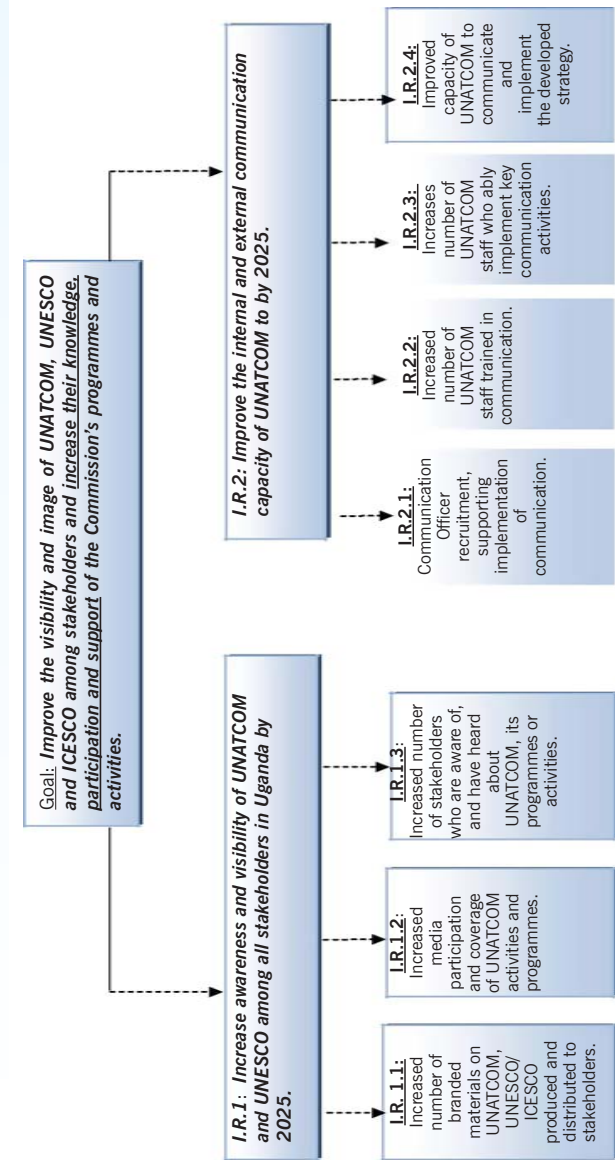 Goal: Improve the visibility and image of UNATCOM, UNESCO
and ICESCO among stakeholders and increase their knowledge,
participation and support of the Commission's programmes and
activities.
I.R.1: Increase awareness and visibility of UNATCOM
and UNESCO among all stakeholders in Uganda by
2025.
I.R.2: Improve the internal and external communication
capacity of UNATCOM to by 2025.
I.R. 1.1:
Increased
number of
branded
materials on
UNATCOM,
UNESCO/
ICESCO
produced and
distributed to
stakeholders.
I.R.1.2:
Increased
media
participation
and coverage
of UNATCOM
activities and
programmes.
I.R.1.3:
Increased number
of stakeholders
who are aware of,
and have heard
about
UNATCOM, its
programmes or
activities.
I.R.2.1:
Communication
Officer
recruitment,
supporting
implementation
of
communication.
I.R.2.2:
Increased
number of
UNATCOM
staff trained in
communication.
I.R.2.3:
Increases
number of
UNATCOM
staff who ably
implement key
communication
activities.
I.R.2.4:
Improved
capacity of
UNATCOM to
communicate
and
implement
the developed
strategy.